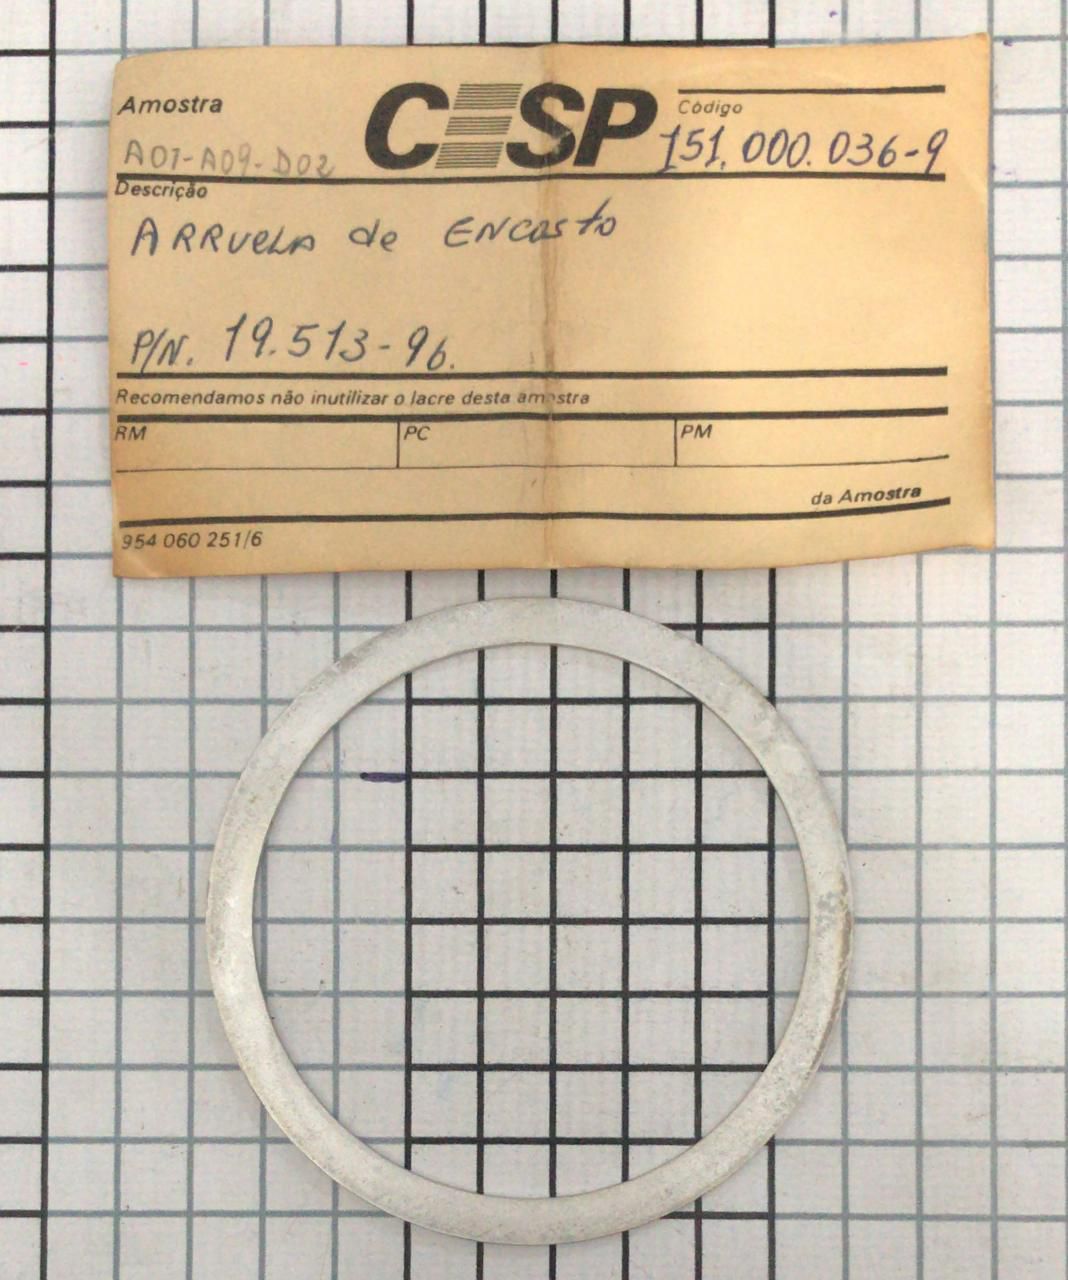 Amostra
CESP
Código
A01-A09-D02
151.000.036-9
Descrição
ARRUELA de ENCOSTO
P/N. 19.513-96.
Recomendamos não inutilizar o lacre desta amostra
RM PC PM
da Amostra
954 060 251/6